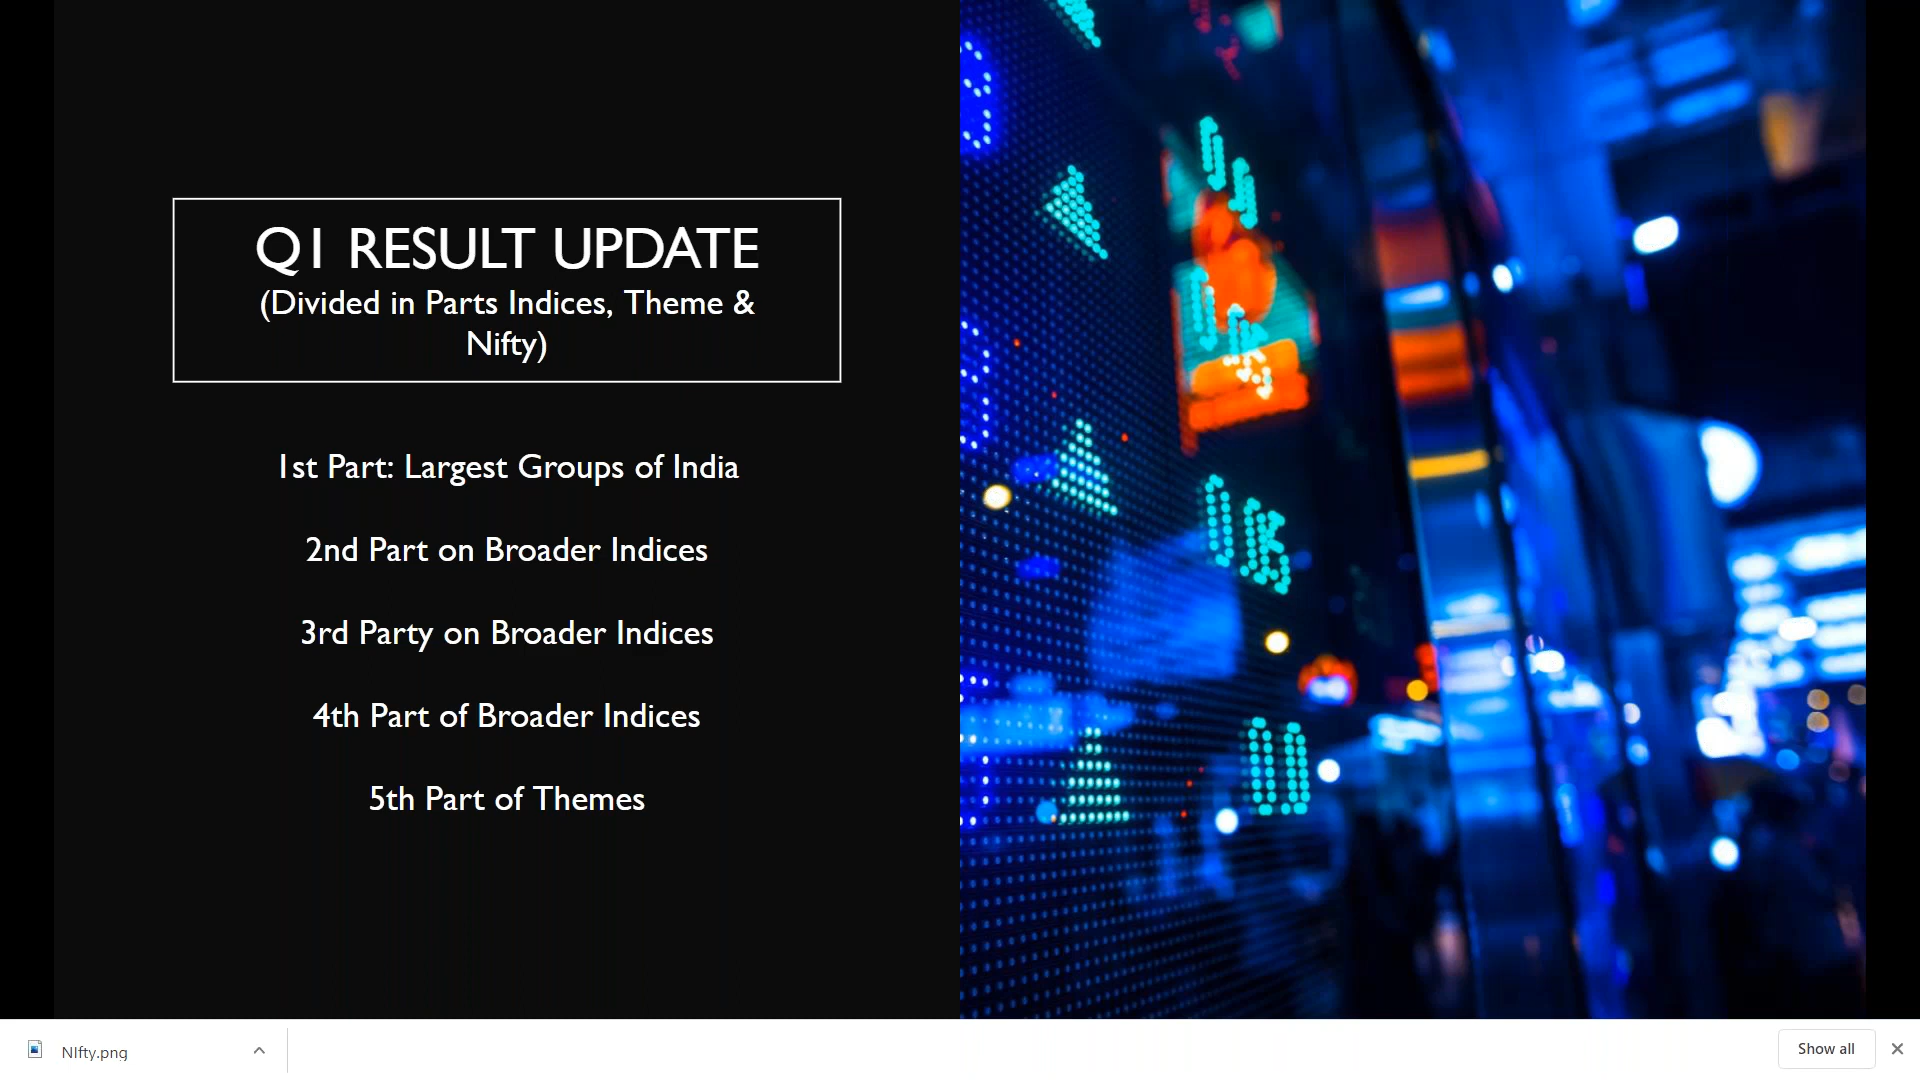 Q1 RESULT UPDATE
(Divided in Parts Indices, Theme &
Nifty)
1st Part: Largest Groups of India
2nd Part on Broader Indices
3rd Party on Broader Indices
4th Part of Broader Indices
5th Part of Themes
NIfty.png
Show all